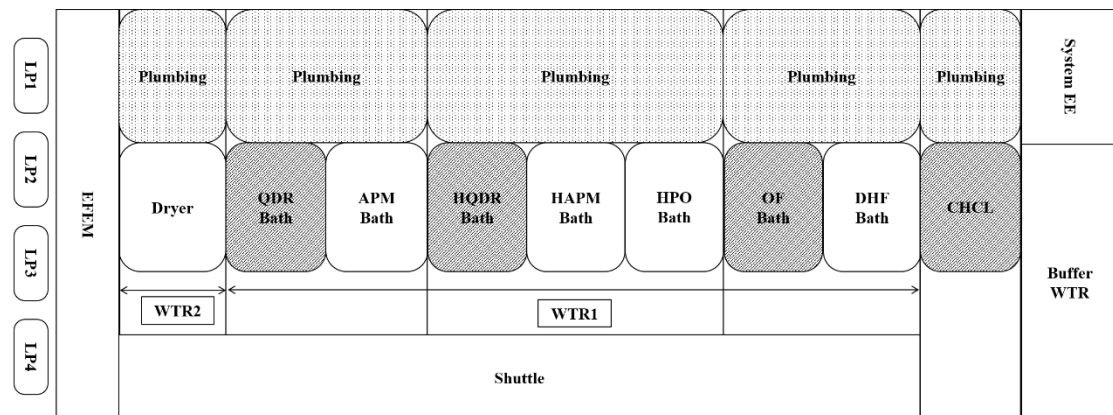 LP1
LP2
LP3
LP4
EFEM
Plumbing
Plumbing
Plumbing
Plumbing
Plumbing
System EE
Dryer
QDR
Bath
APM
Bath
HQDR
Bath
HAPM
Bath
HPO
Bath
OF
Bath
DHF
Bath
CHCL
Buffer
WTR
WTR2
WTR1
Shuttle